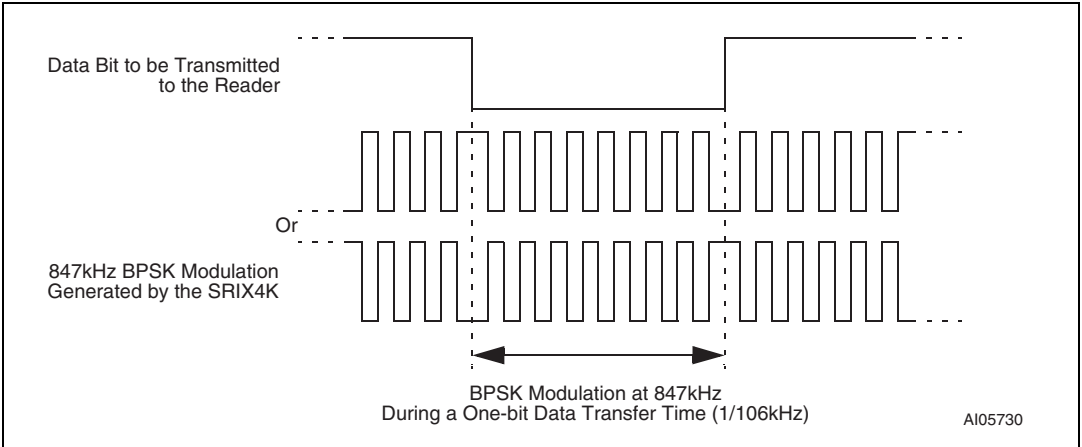 Data Bit to be Transmitted
to the Reader
Or
847kHz BPSK Modulation
Generated by the SRIX4K
BPSK Modulation at 847kHz
During a One-bit Data Transfer Time (1/106kHz)
AI05730